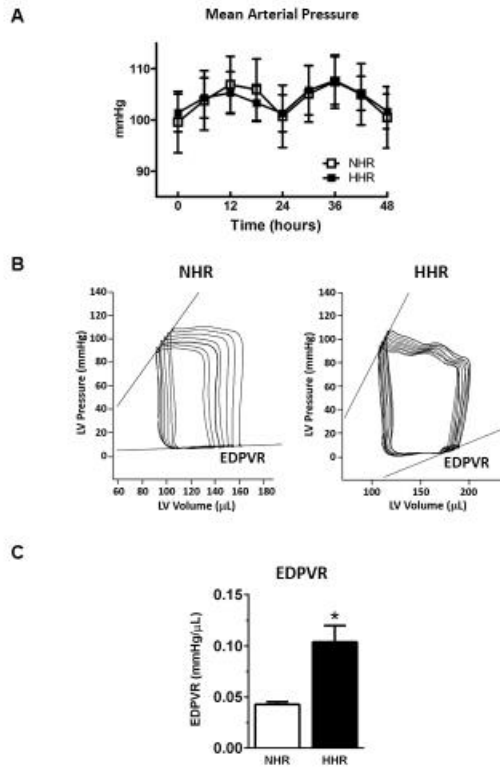 A
Mean Arterial Pressure
mmHg
110
100
90
NHR
HHR
0 12 24 36 48
Time (hours)
B
NHR
LV Pressure (mmHg)
140
120
100
80
60
40
20
0
EDPVR
60 80 100 120 140 160 180
LV Volume (μL)
HHR
LV Pressure (mmHg)
140
120
100
80
60
40
20
0
EDPVR
100 150 200
LV Volume (μL)
C
EDPVR
EDPVR (mmHg/μL)
0.15
0.10
0.05
0.00
*
NHR HHR